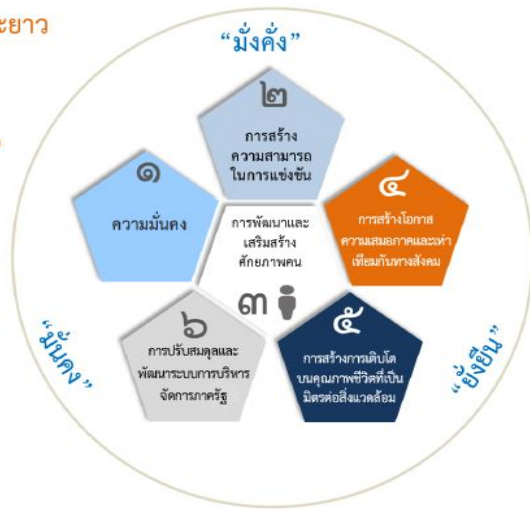 ะยาว
“มั่งคั่ง”
๒
การสร้าง
ความสามารถ
ในการแข่งขัน
๑
ความมั่นคง
๔
การสร้างโอกาส
ความเสมอภาคและเท่า
เทียมกันทางสังคม
การพัฒนาและ
เสริมสร้าง
ศักยภาพคน
๓
๖
การปรับสมดุลและ
พัฒนาระบบการบริหาร
จัดการภาครัฐ
๕
การสร้างการเติบโต
บนคุณภาพชีวิตที่เป็น
มิตรต่อสิ่งแวดล้อม
“มั่นคง”
“ยั่งยืน”